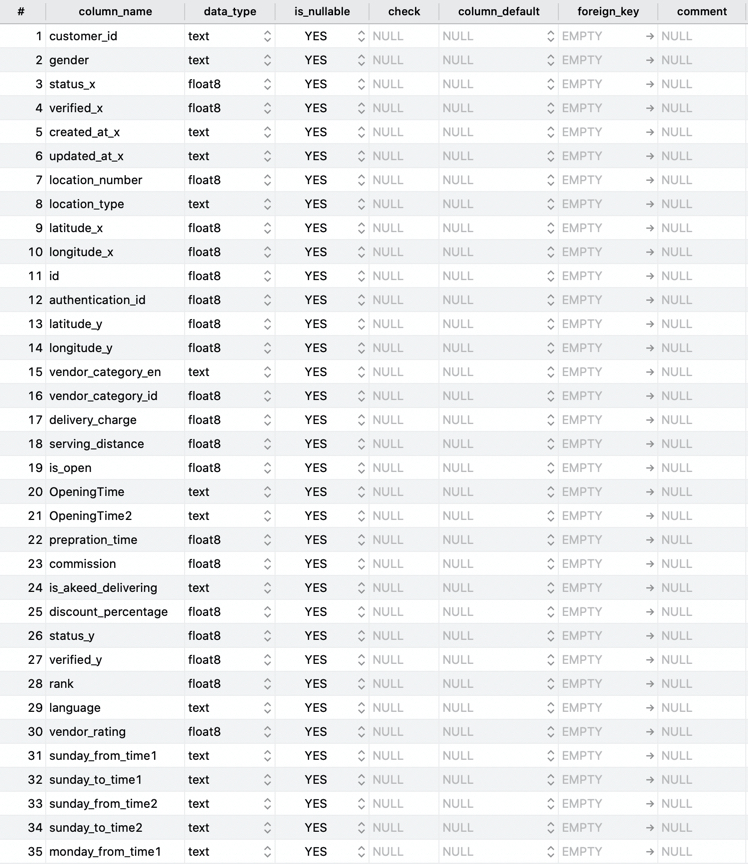 # column_name data_type is_nullable check column_default foreign_key comment
1 customer_id text YES NULL NULL EMPTY NULL
2 gender text YES NULL NULL EMPTY NULL
3 status_x float8 YES NULL NULL EMPTY NULL
4 verified_x float8 YES NULL NULL EMPTY NULL
5 created_at_x text YES NULL NULL EMPTY NULL
6 updated_at_x text YES NULL NULL EMPTY NULL
7 location_number float8 YES NULL NULL EMPTY NULL
8 location_type text YES NULL NULL EMPTY NULL
9 latitude_x float8 YES NULL NULL EMPTY NULL
10 longitude_x float8 YES NULL NULL EMPTY NULL
11 id float8 YES NULL NULL EMPTY NULL
12 authentication_id float8 YES NULL NULL EMPTY NULL
13 latitude_y float8 YES NULL NULL EMPTY NULL
14 longitude_y float8 YES NULL NULL EMPTY NULL
15 vendor_category_en text YES NULL NULL EMPTY NULL
16 vendor_category_id float8 YES NULL NULL EMPTY NULL
17 delivery_charge float8 YES NULL NULL EMPTY NULL
18 serving_distance float8 YES NULL NULL EMPTY NULL
19 is_open float8 YES NULL NULL EMPTY NULL
20 OpeningTime text YES NULL NULL EMPTY NULL
21 OpeningTime2 text YES NULL NULL EMPTY NULL
22 prepration_time float8 YES NULL NULL EMPTY NULL
23 commission float8 YES NULL NULL EMPTY NULL
24 is_akeed_delivering text YES NULL NULL EMPTY NULL
25 discount_percentage float8 YES NULL NULL EMPTY NULL
26 status_y float8 YES NULL NULL EMPTY NULL
27 verified_y float8 YES NULL NULL EMPTY NULL
28 rank float8 YES NULL NULL EMPTY NULL
29 language text YES NULL NULL EMPTY NULL
30 vendor_rating float8 YES NULL NULL EMPTY NULL
31 sunday_from_time1 text YES NULL NULL EMPTY NULL
32 sunday_to_time1 text YES NULL NULL EMPTY NULL
33 sunday_from_time2 text YES NULL NULL EMPTY NULL
34 sunday_to_time2 text YES NULL NULL EMPTY NULL
35 monday_from_time1 text YES NULL NULL EMPTY NULL